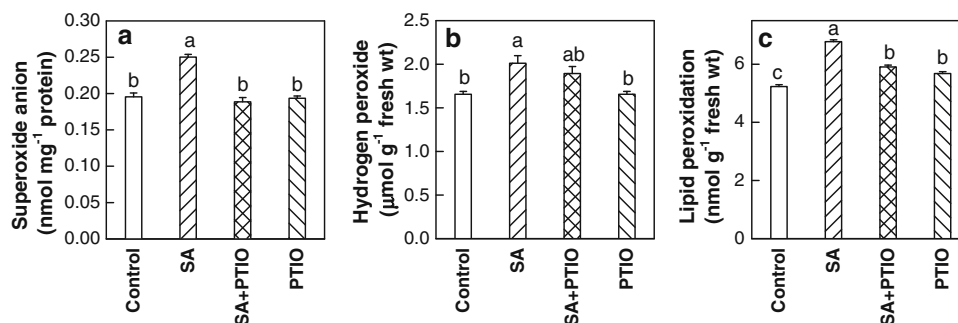 Superoxide anion
(nmol mg⁻¹ protein)
0.30
0.25
0.20
0.15
0.10
0.05
0.00
a
b
a
b
b
Control
SA
SA+PTIO
PTIO
Hydrogen peroxide
(μmol g⁻¹ fresh wt)
2.5
2.0
1.5
1.0
0.5
0.0
b
b
a
ab
b
Control
SA
SA+PTIO
PTIO
Lipid peroxidation
(nmol g⁻¹ fresh wt)
6
4
2
0
c
c
a
b
b
Control
SA
SA+PTIO
PTIO